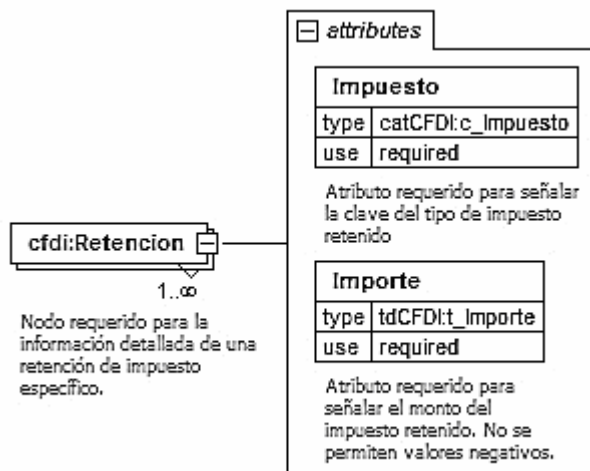 attributes
Impuesto
type catCFDI:c_Impuesto
use required
Atributo requerido para señalar
la clave del tipo de impuesto
retenido
cfdi:Retencion
1..∞
Nodo requerido para la
información detallada de una
retención de impuesto
específico.
Importe
type tdCFDI:t_Importe
use required
Atributo requerido para
señalar el monto del
impuesto retenido. No se
permiten valores negativos.